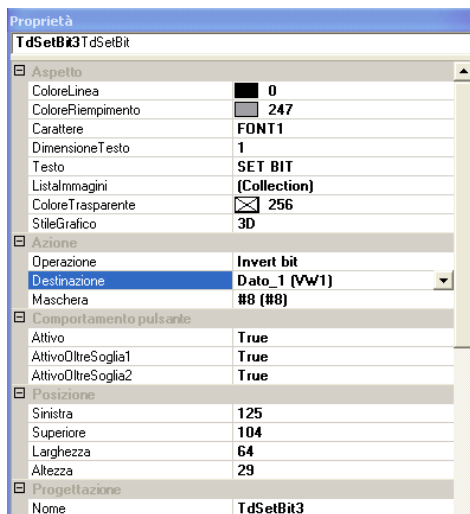 Proprietà
TdSetBit3 TdSetBit
Aspetto
ColoreLinea 0
ColoreRiempimento 247
Carattere FONT1
DimensioneTesto 1
Testo SET BIT
ListaImmagini (Collection)
ColoreTrasparente 256
StileGrafico 3D
Azione
Operazione Invert bit
Destinazione Dato_1 (VW1)
Maschera #8 (#8)
Comportamento pulsante
Attivo True
AttivoOltreSoglia1 True
AttivoOltreSoglia2 True
Posizione
Sinistra 125
Superiore 104
Larghezza 64
Altezza 29
Progettazione
Nome TdSetBit3